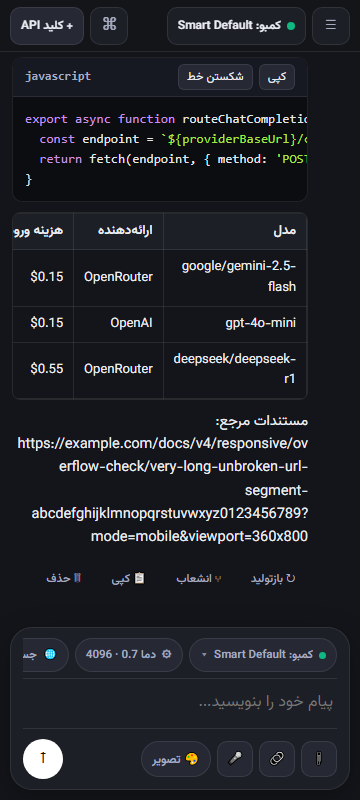 کمبو: Smart Default
+ کلید API
کپی
شکستن خط
javascript
export async function routeChatCompletio
const endpoint = `${providerBaseUrl}/c
return fetch(endpoint, { method: 'POST
}
مدل ارائه‌دهنده هزینه ورو
google/gemini-2.5-flash OpenRouter $0.15
gpt-4o-mini OpenAI $0.15
deepseek/deepseek-r1 OpenRouter $0.55
مستندات مرجع:
https://example.com/docs/v4/responsive/ov
erflow-check/very-long-unbroken-url-
segment-
abcdefghijklmnopqrstuvwxyz0123456789?
mode=mobile&viewport=360x800
بازتولید انشعاب کپی حذف
کمبو: Smart Default دما 0.7 · 4096 جس
پیام خود را بنویسید...
تصویر